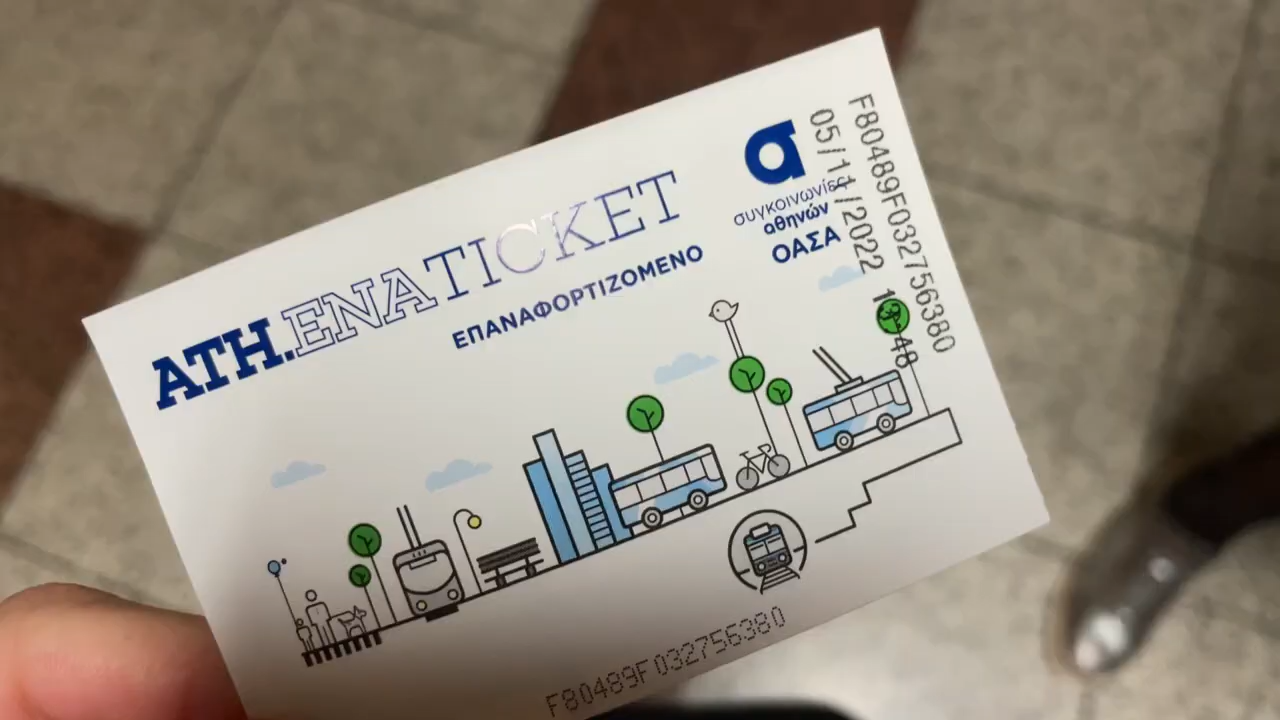 ATH.ENA TICKET
ΕΠΑΝΑΦΟΡΤΙΖΟΜΕΝΟ
α
συγκοινωνίες
αθηνών
ΟΑΣΑ
F80489F032756380
05/11/2022
F80489F032756380